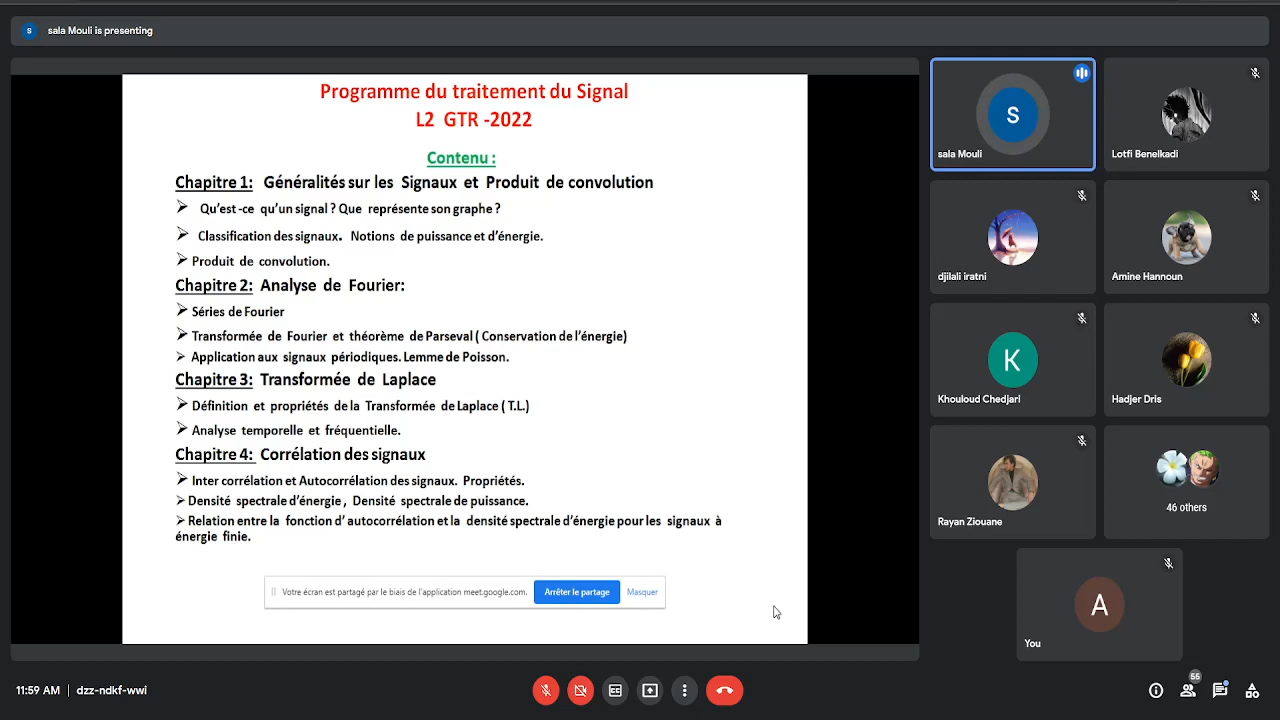 S sala Mouli is presenting
Programme du traitement du Signal
L2 GTR -2022
Contenu :
Chapitre 1: Généralités sur les Signaux et Produit de convolution
➢ Qu'est -ce qu'un signal ? Que représente son graphe ?
➢ Classification des signaux. Notions de puissance et d'énergie.
➢ Produit de convolution.
Chapitre 2: Analyse de Fourier:
➢ Séries de Fourier
➢ Transformée de Fourier et théorème de Parseval ( Conservation de l'énergie)
➢ Application aux signaux périodiques. Lemme de Poisson.
Chapitre 3: Transformée de Laplace
➢ Définition et propriétés de la Transformée de Laplace ( T.L.)
➢ Analyse temporelle et fréquentielle.
Chapitre 4: Corrélation des signaux
➢ Inter corrélation et Autocorrélation des signaux. Propriétés.
➢ Densité spectrale d'énergie , Densité spectrale de puissance.
➢ Relation entre la fonction d' autocorrélation et la densité spectrale d'énergie pour les signaux à
énergie finie.
Votre écran est partagé par le biais de l'application meet.google.com. Arrêter le partage Masquer
S
sala Mouli
Lotfi Benelkadi
djilali iratni
Amine Hannoun
K
Khouloud Chedjari
Hadjer Dris
Rayan Ziouane
46 others
A
You
11:59 AM | dzz-ndkf-wwi
55